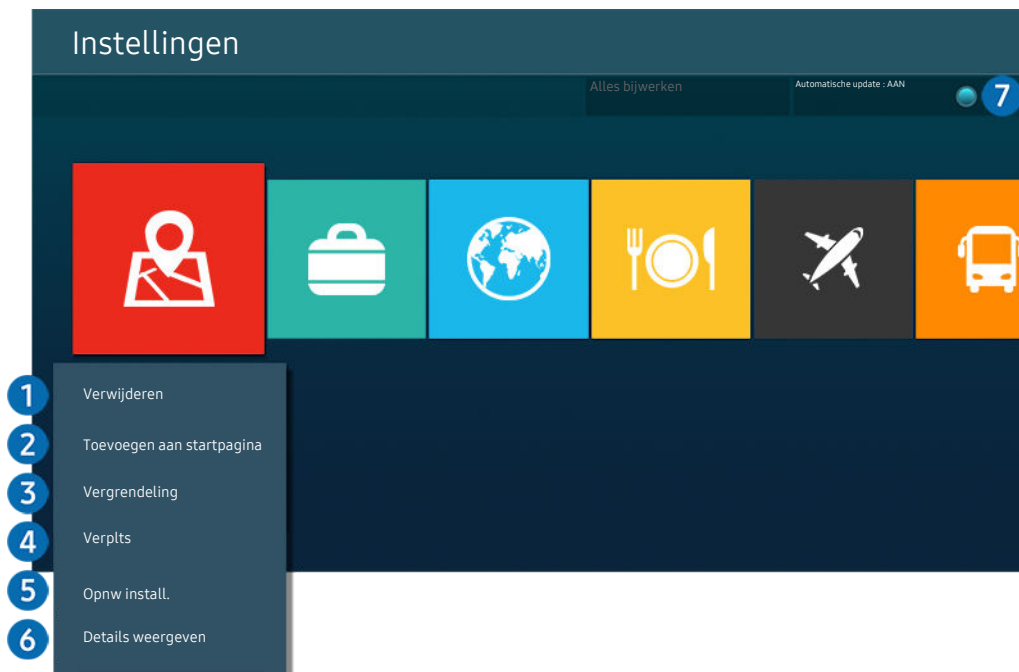 Instellingen
Alles bijwerken
Automatische update : AAN
7
1 Verwijderen
2 Toevoegen aan startpagina
3 Vergrendeling
4 Verplts
5 Opnw install.
6 Details weergeven